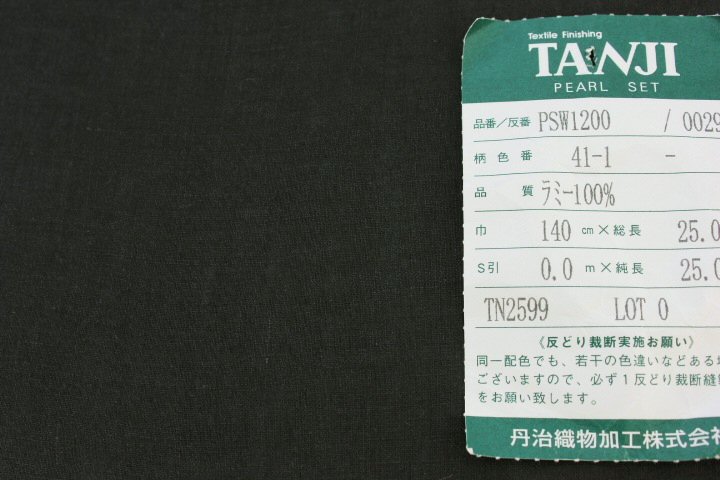 Textile Finishing
TANJI
PEARL SET
品番/反番 PSW1200 / 0029
柄色番 41-1 -
品質 ラミー100%
巾 140 cm×総長 25.0
S引 0.0 m×純長 25.0
TN2599 LOT 0
《反どり裁断実施お願い》
同一配色でも、若干の色違いなどある場
ございますので、必ず1反どり裁断縫
をお願い致します。
丹治織物加工株式会